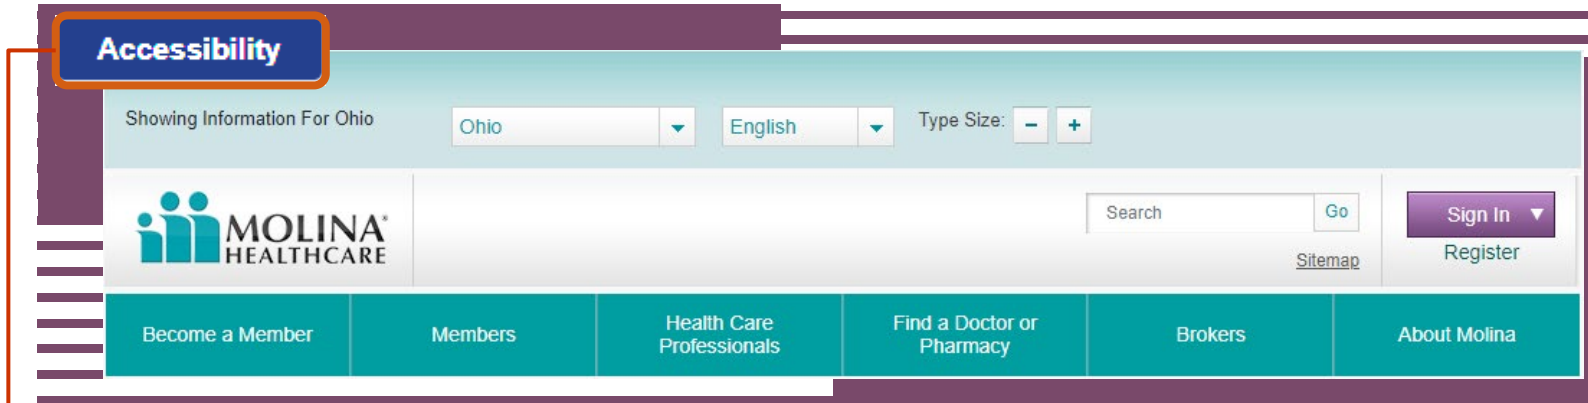 Accessibility
Showing Information For Ohio Ohio English Type Size: - +
MOLINA®
HEALTHCARE
Search Go
Sitemap
Sign In
Register
Become a Member
Members
Health Care
Professionals
Find a Doctor or
Pharmacy
Brokers
About Molina